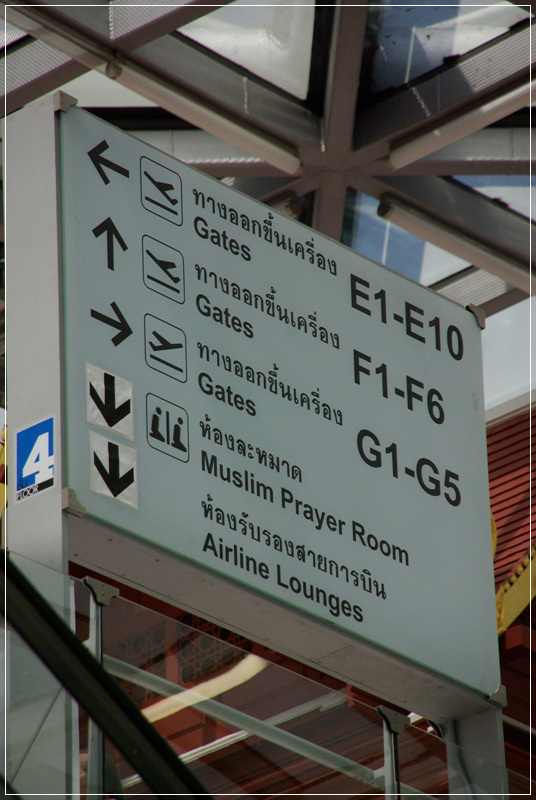 ทางออกขึ้นเครื่อง
Gates E1-E10
ทางออกขึ้นเครื่อง
Gates F1-F6
ทางออกขึ้นเครื่อง
Gates G1-G5
ห้องละหมาด
Muslim Prayer Room
ห้องรับรองสายการบิน
Airline Lounges
4
FLOOR